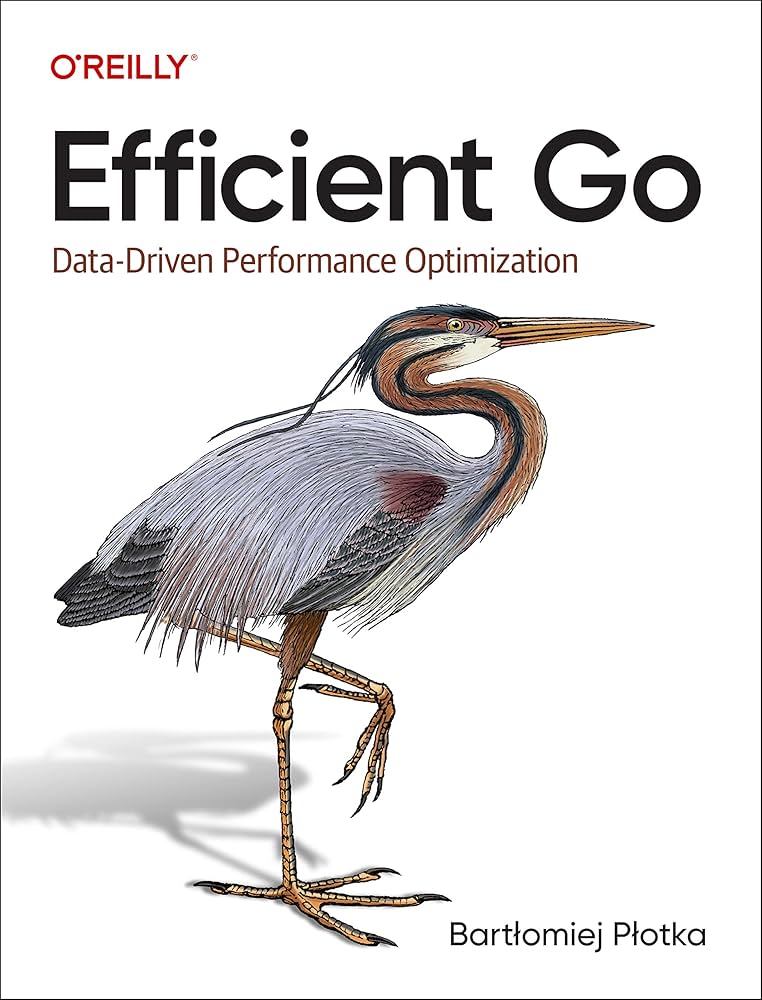 O'REILLY®
Efficient Go
Data-Driven Performance Optimization
Bartłomiej Płotka